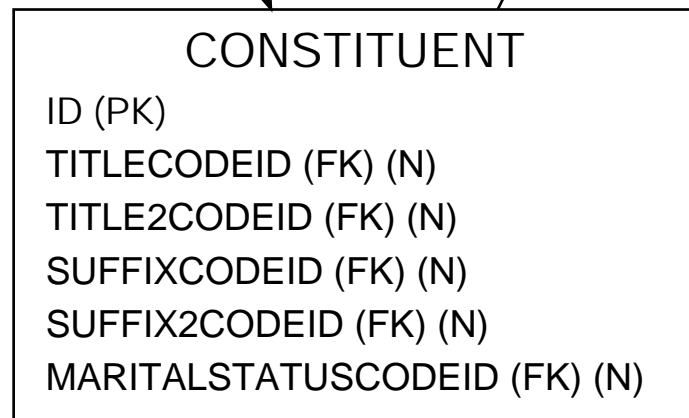 CONSTITUENT
ID (PK)
TITLECODEID (FK) (N)
TITLE2CODEID (FK) (N)
SUFFIXCODEID (FK) (N)
SUFFIX2CODEID (FK) (N)
MARITALSTATUSCODEID (FK) (N)